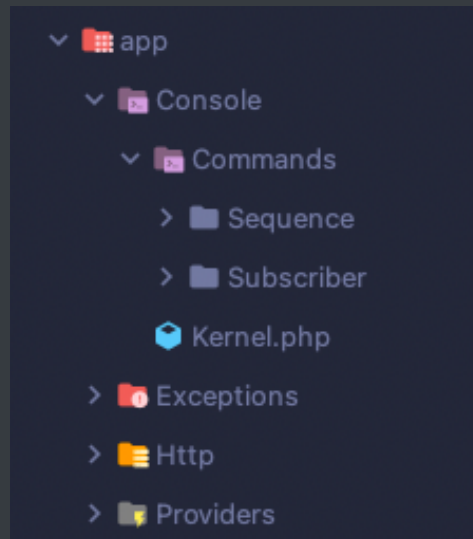 app
Console
Commands
Sequence
Subscriber
Kernel.php
Exceptions
Http
Providers